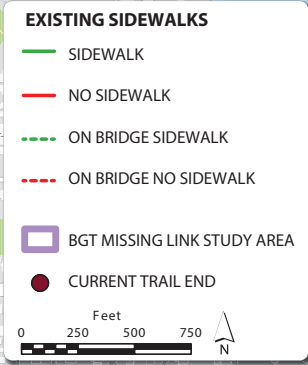 EXISTING SIDEWALKS
SIDEWALK
NO SIDEWALK
ON BRIDGE SIDEWALK
ON BRIDGE NO SIDEWALK
BGT MISSING LINK STUDY AREA
CURRENT TRAIL END
Feet
0 250 500 750
N